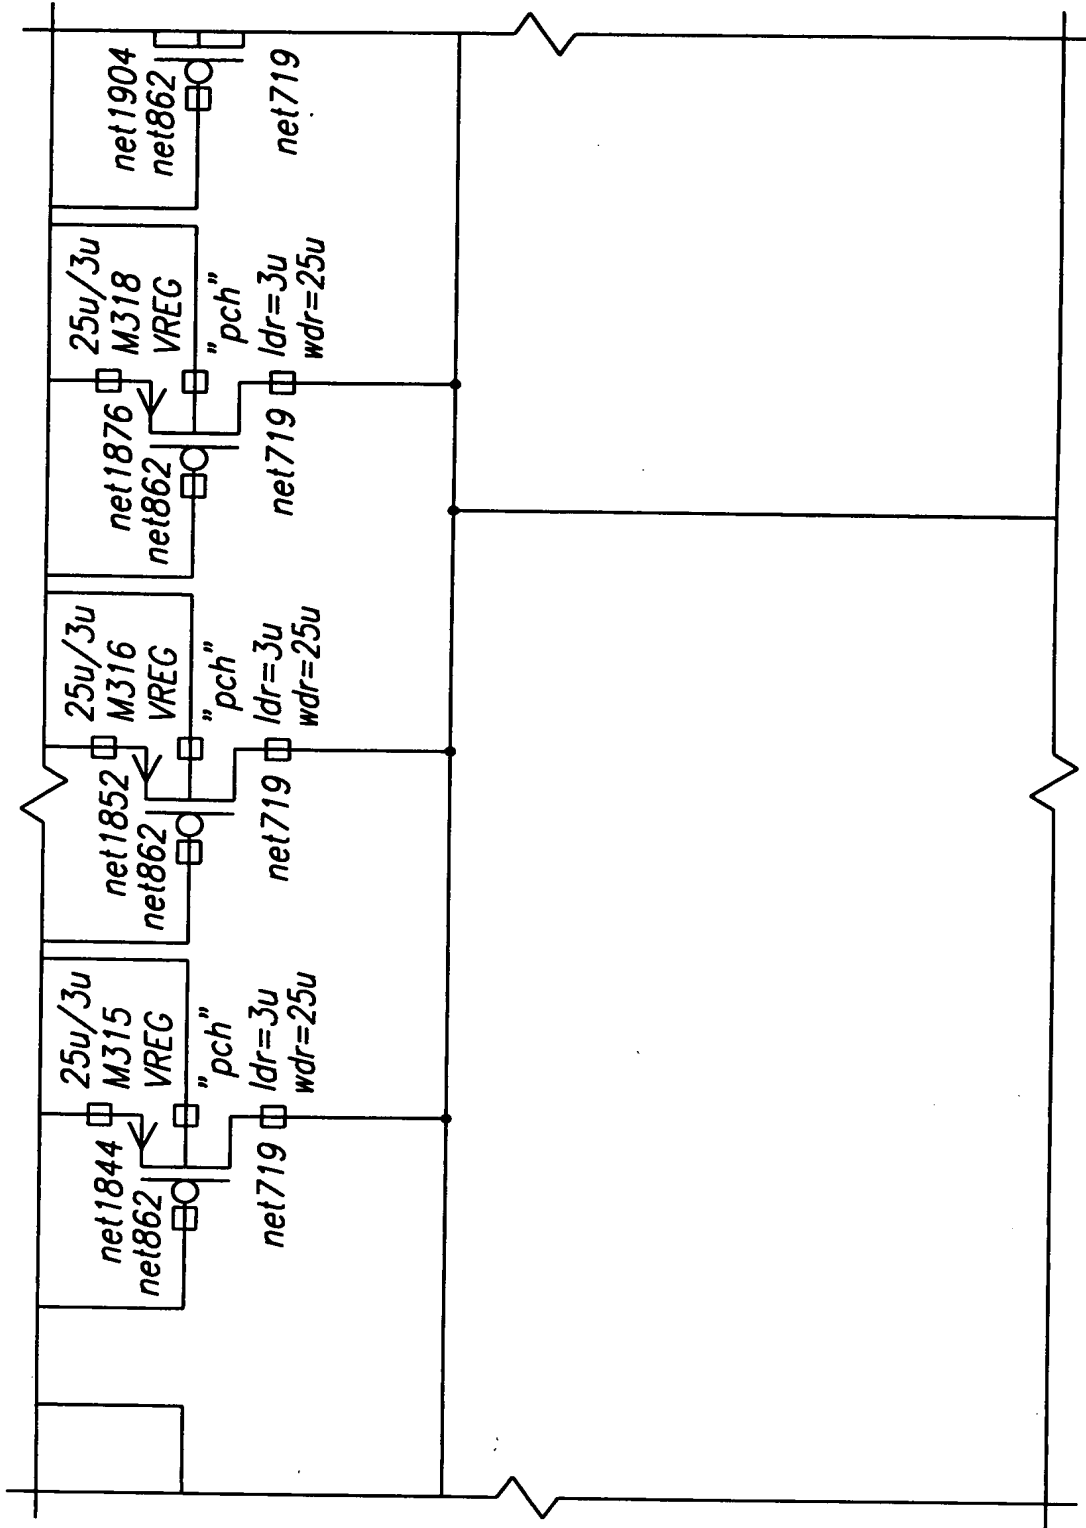 net1904
net862
net719
25u/3u
M318
VREG
"pch"
ldr=3u
wdr=25u
net1876
net862
net719
25u/3u
M316
VREG
"pch"
ldr=3u
wdr=25u
net1852
net862
net719
25u/3u
M315
VREG
"pch"
ldr=3u
wdr=25u
net1844
net862
net719